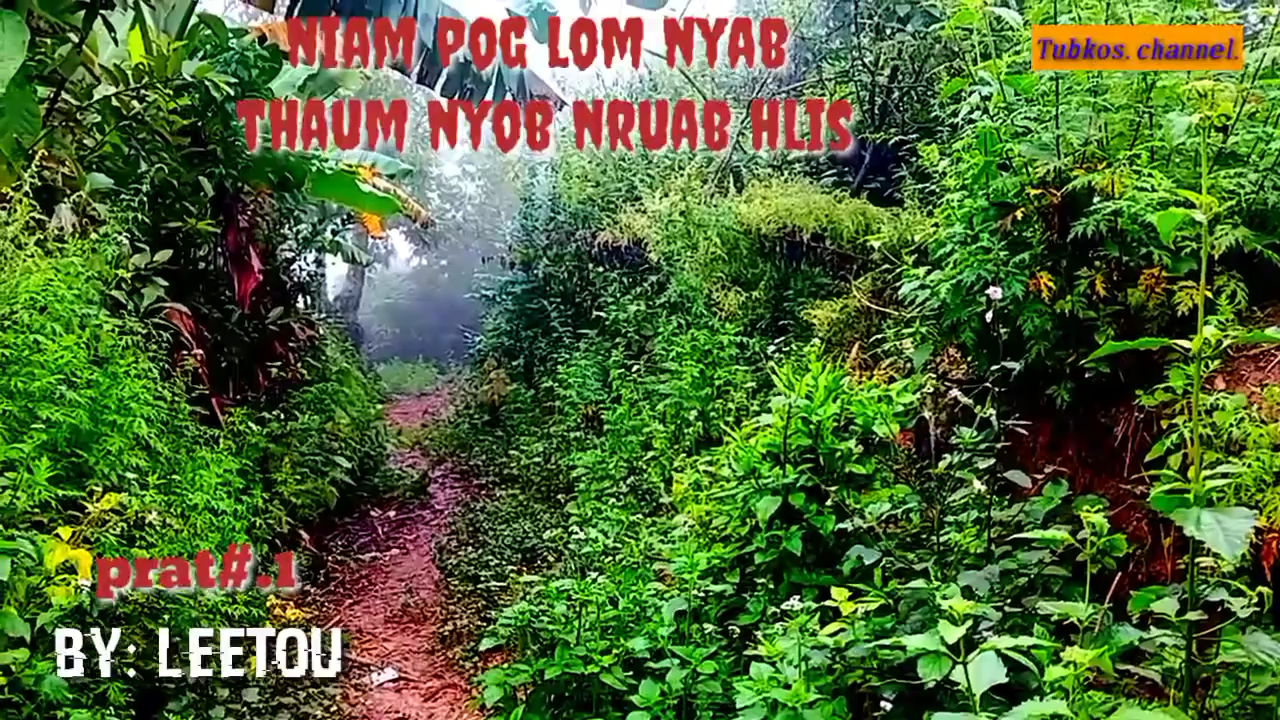 NIAM POG LOM NYAB
THAUM NYOB NRUAB HLIS
Tubkos. channel.
prat#.1
BY: LEETOU